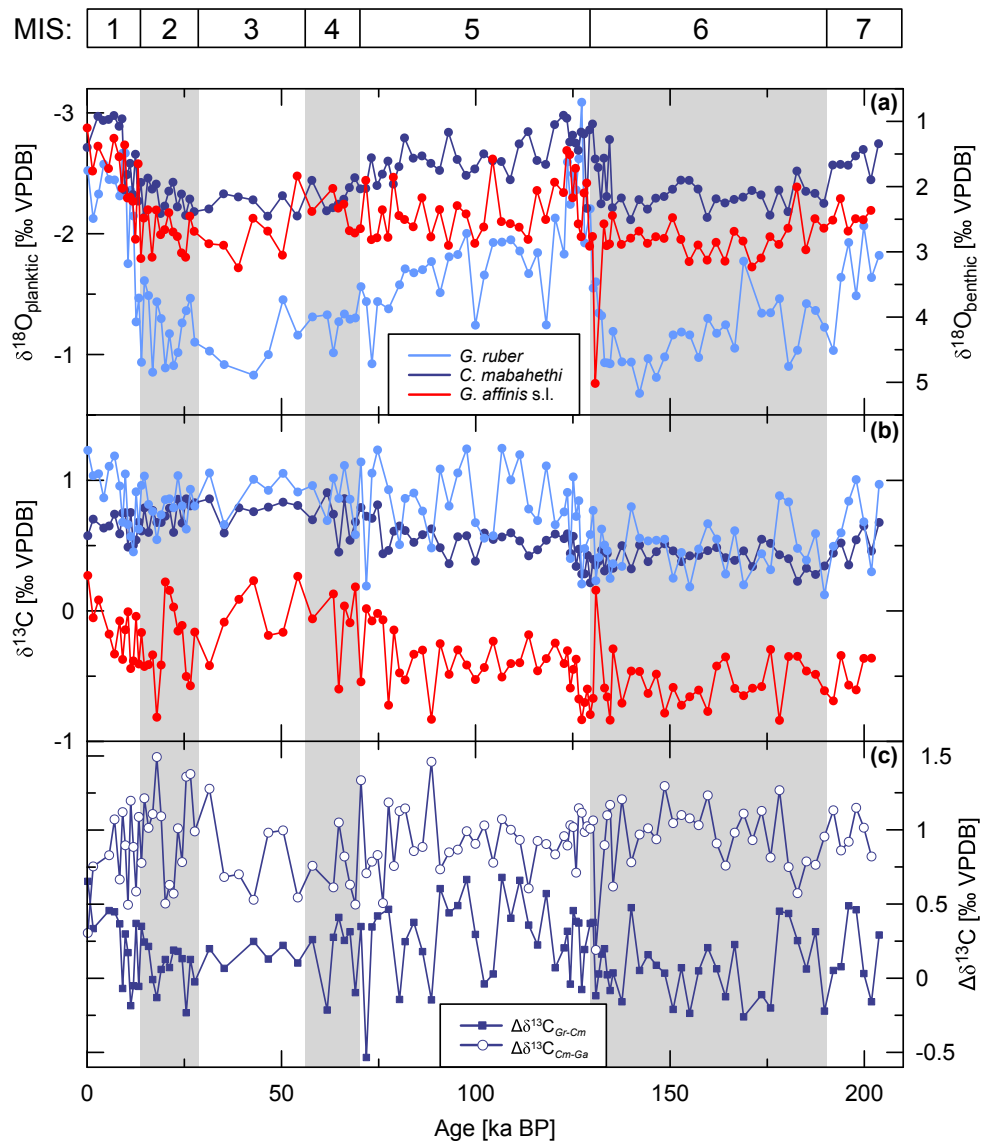 MIS: 1 2 3 4 5 6 7
(a)
-3
-2
-1
δ¹⁸Oplanktic [‰ VPDB]
1
2
3
4
5
δ¹⁸Obenthic [‰ VPDB]
G. ruber
C. mabahethi
G. affinis s.l.
(b)
1
0
-1
δ¹³C [‰ VPDB]
(c)
1.5
1
0.5
0
-0.5
Δδ¹³C [‰ VPDB]
Δδ¹³CGr-Cm
Δδ¹³CCm-Ga
0 50 100 150 200
Age [ka BP]